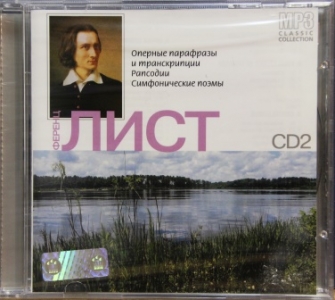 MP3
CLASSIC
COLLECTION
Оперные парафразы
и транскрипции
Рапсодии
Симфонические поэмы
ФЕРЕНЦ
ЛИСТ
CD2